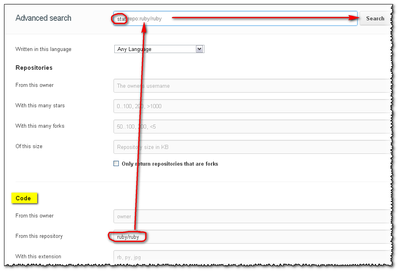 Advanced search
sta repo:ruby/ruby
Search
Written in this language
Any Language
Repositories
From this owner
The owner's username
With this many stars
0..100, 200, >1000
With this many forks
50..100, 200, <5
Of this size
Repository size in KB
Only return repositories that are forks
Code
From this owner
owner
From this repository
ruby/ruby
With this extension
rb, py, jpg